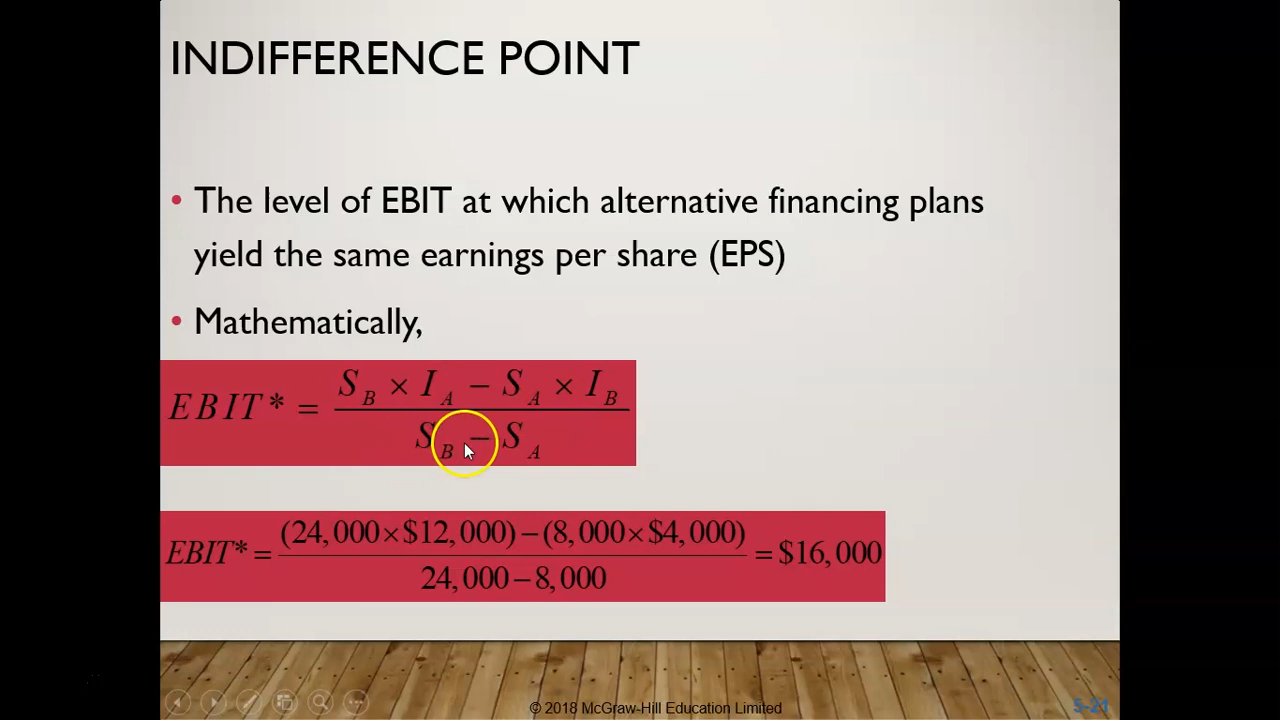 INDIFFERENCE POINT
• The level of EBIT at which alternative financing plans
yield the same earnings per share (EPS)
• Mathematically,
EBIT* = (S_B × I_A − S_A × I_B) / (S_B − S_A)
EBIT* = ((24,000×$12,000)−(8,000×$4,000)) / (24,000−8,000) = $16,000
© 2018 McGraw-Hill Education Limited
5-21